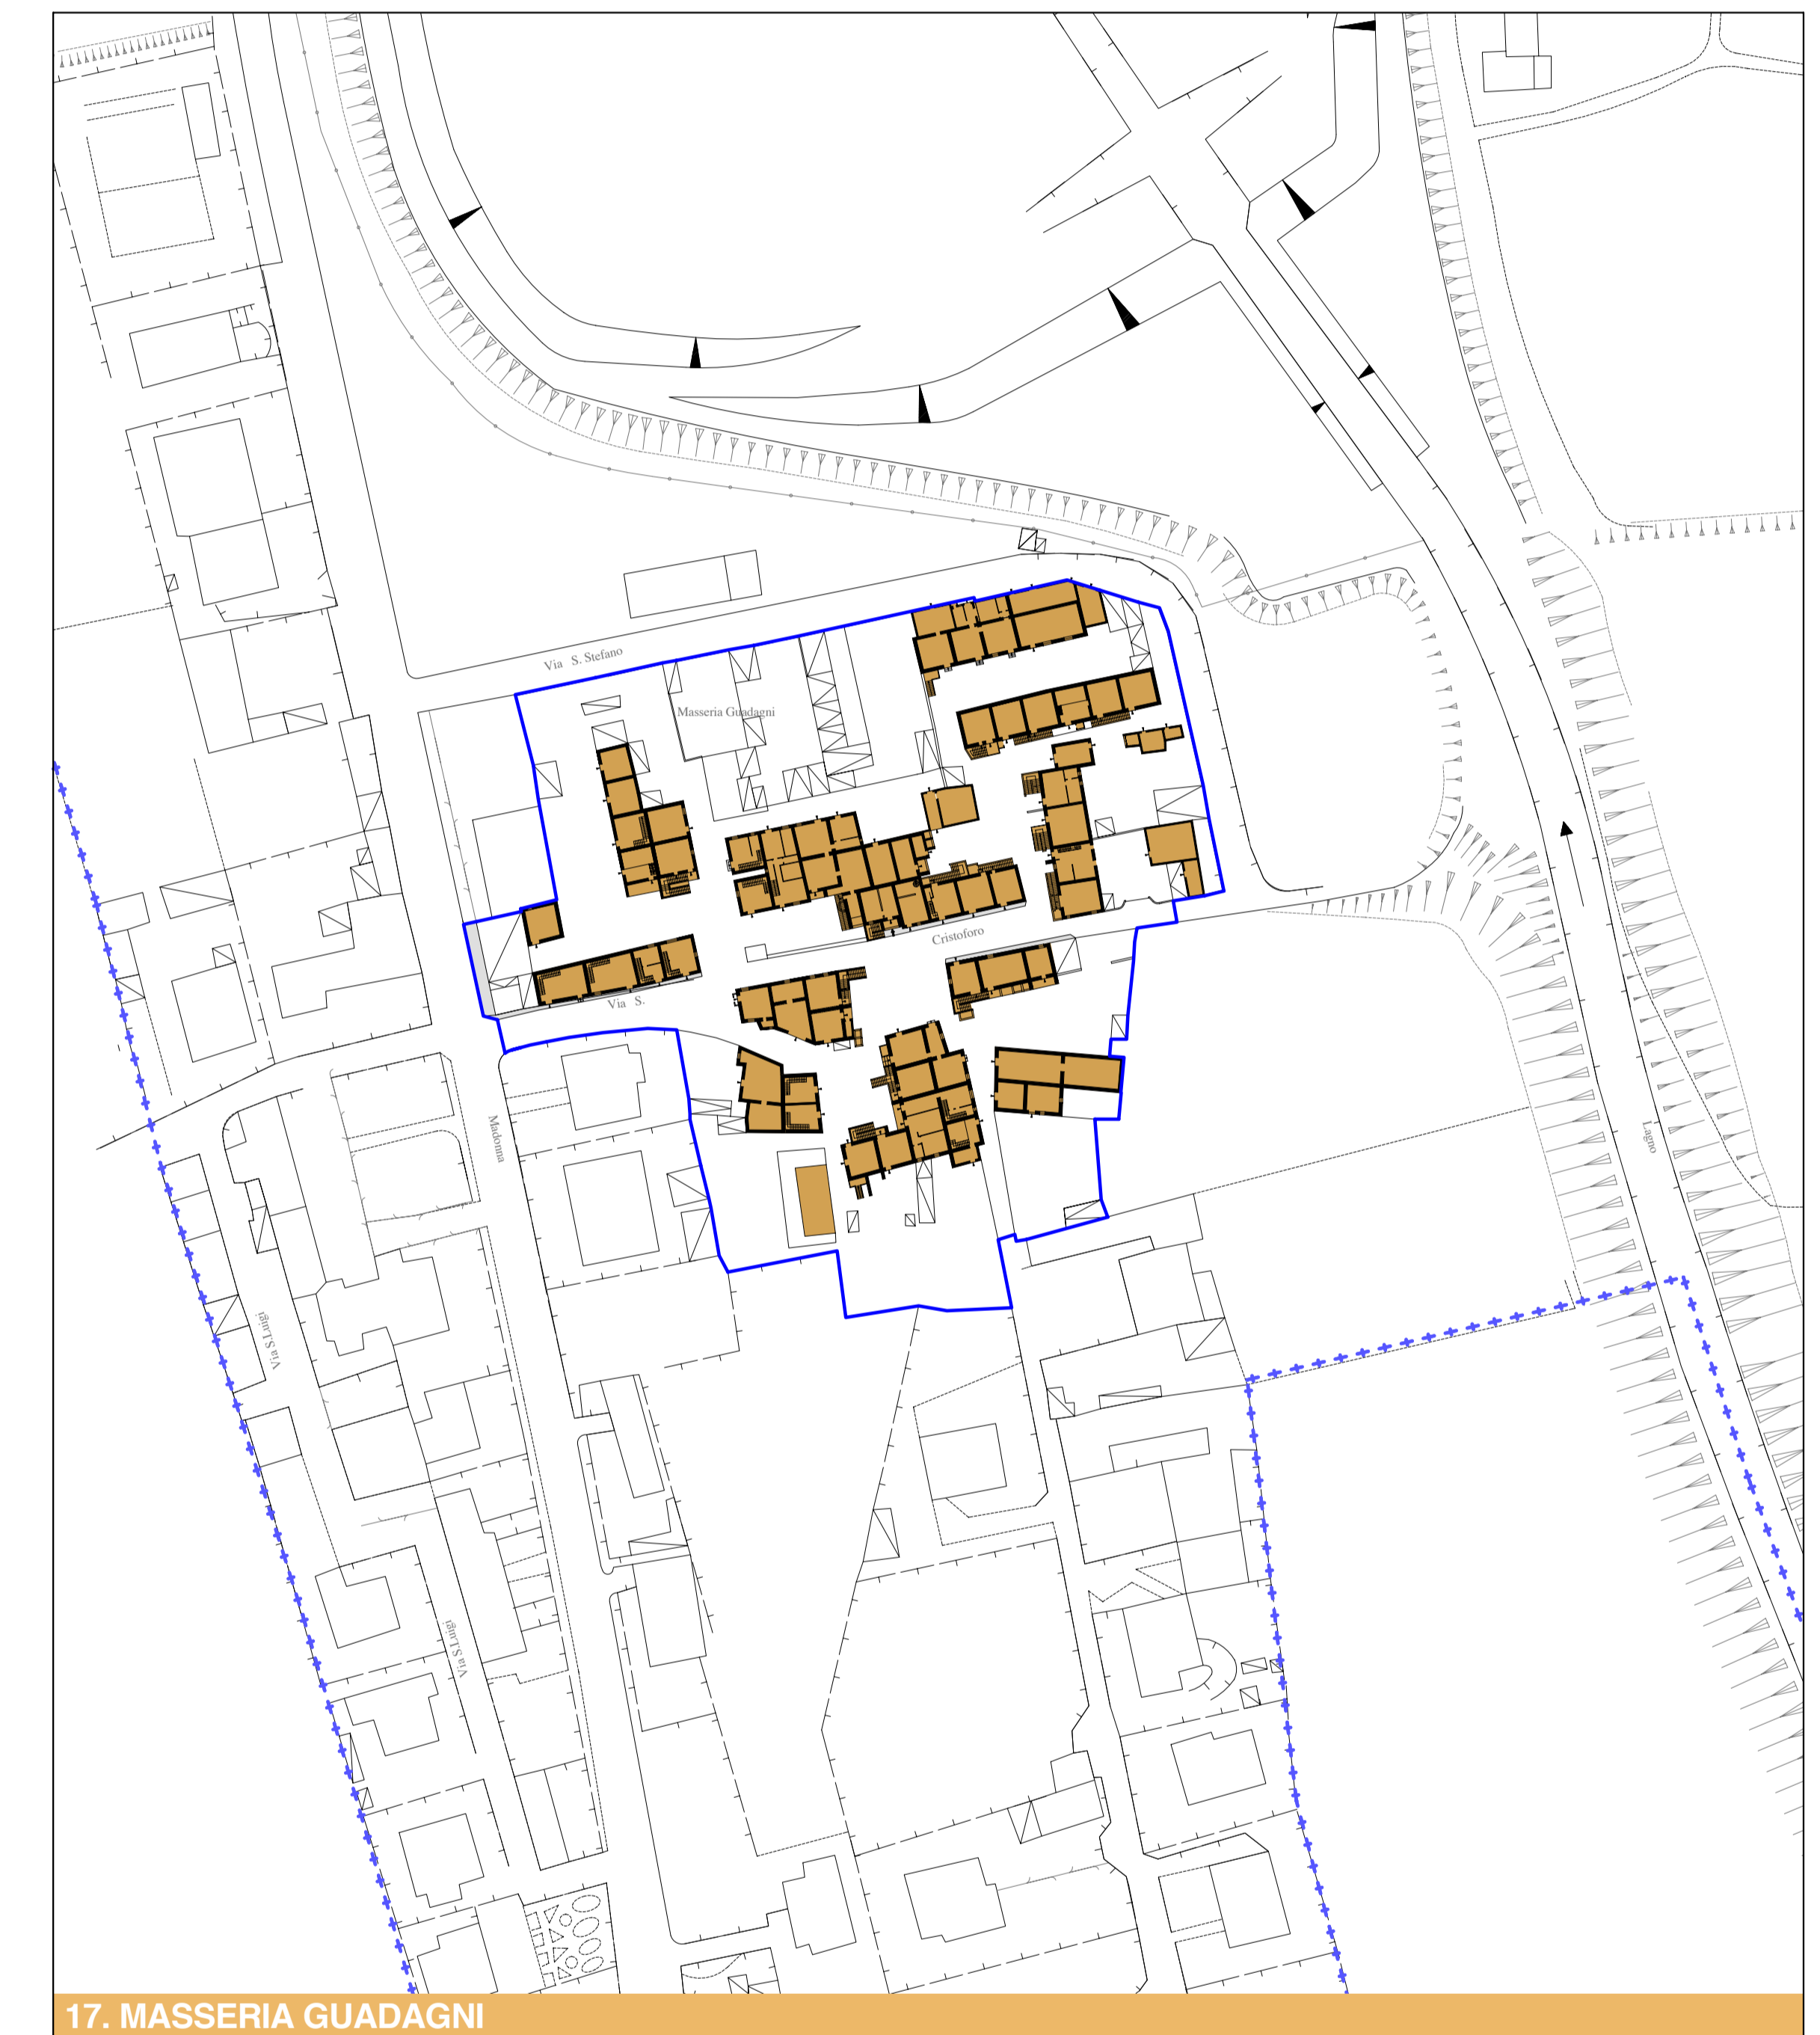 Via S. Stefano
Masseria Guadagni
Cristoforo
Via S.
Madonna
Lagno
Via S.Luigi
Via S.Luigi
17. MASSERIA GUADAGNI